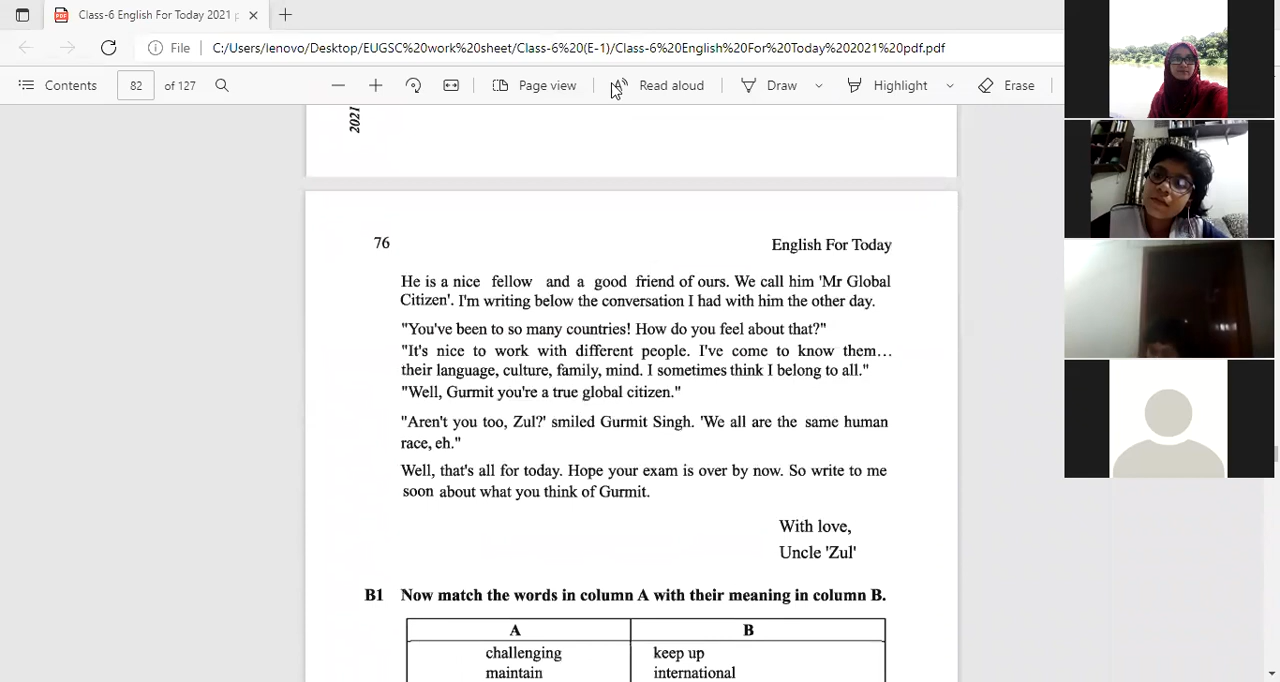 Class-6 English For Today 2021 p
File
C:/Users/lenovo/Desktop/EUGSC%20work%20sheet/Class-6%20(E-1)/Class-6%20English%20For%20Today%202021%20pdf.pdf
Contents
82 of 127
Page view
Read aloud
Draw
Highlight
Erase
2021
76
English For Today
He is a nice fellow and a good friend of ours. We call him 'Mr Global
Citizen'. I'm writing below the conversation I had with him the other day.
"You've been to so many countries! How do you feel about that?"
"It's nice to work with different people. I've come to know them…
their language, culture, family, mind. I sometimes think I belong to all."
"Well, Gurmit you're a true global citizen."
"Aren't you too, Zul?' smiled Gurmit Singh. 'We all are the same human
race, eh."
Well, that's all for today. Hope your exam is over by now. So write to me
soon about what you think of Gurmit.
With love,
Uncle 'Zul'
B1 Now match the words in column A with their meaning in column B.
A B
challenging keep up
maintain international